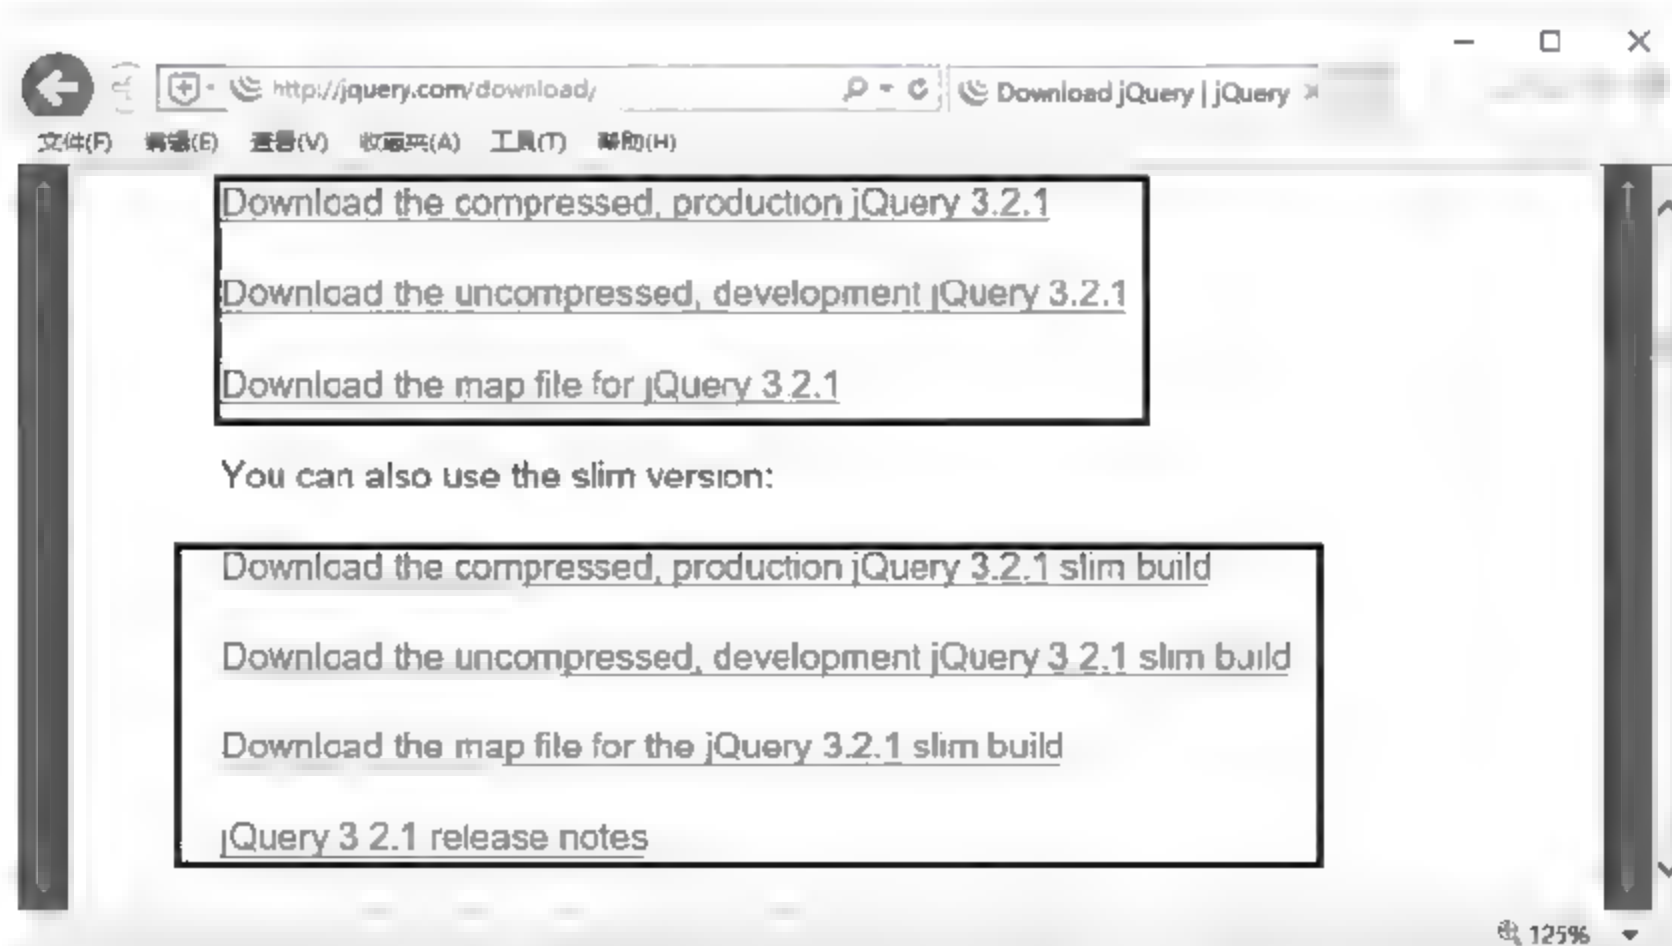 http://jquery.com/download/
Download jQuery | jQuery
文件(F) 编辑(E) 查看(V) 收藏夹(A) 工具(T) 帮助(H)
Download the compressed, production jQuery 3.2.1
Download the uncompressed, development jQuery 3.2.1
Download the map file for jQuery 3.2.1
You can also use the slim version:
Download the compressed, production jQuery 3.2.1 slim build
Download the uncompressed, development jQuery 3.2.1 slim build
Download the map file for the jQuery 3.2.1 slim build
jQuery 3.2.1 release notes
125%